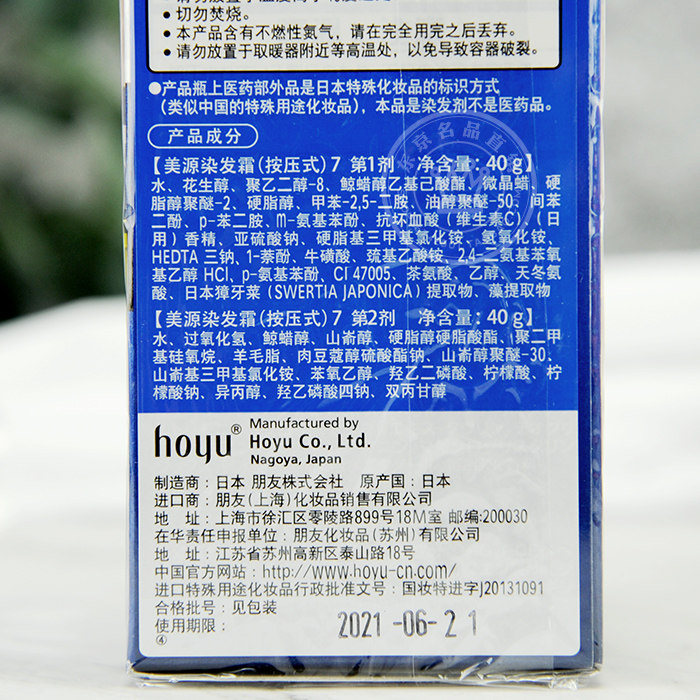 • 切勿焚烧。
• 本产品含有不燃性氮气，请在完全用完之后丢弃。
• 请勿放置于取暖器附近等高温处，以免导致容器破裂。
●产品瓶上医药部外品是日本特殊化妆品的标识方式
(类似中国的特殊用途化妆品)，本品是染发剂不是医药品。
产品成分
【美源染发霜(按压式)7 第1剂 净含量：40g】
水、花生醇、聚乙二醇-8、鲸蜡醇乙基己酸酯、微晶蜡、硬
脂醇聚醚-2、硬脂醇、甲苯-2,5-二胺、油醇聚醚-50、间苯
二酚、p-苯二胺、m-氨基苯酚、抗坏血酸（维生素C）、（日
用）香精、亚硫酸钠、硬脂基三甲基氯化铵、氢氧化铵、
HEDTA 三钠、1-萘酚、牛磺酸、巯基乙酸铵、2,4-二氨基苯氧
基乙醇 HCl、p-氨基苯酚、CI 47005、茶氨酸、乙醇、天冬氨
酸、日本獐牙菜（SWERTIA JAPONICA）提取物、藻提取物
【美源染发霜(按压式)7 第2剂 净含量：40g】
水、过氧化氢、鲸蜡醇、山嵛醇、硬脂醇硬脂酸酯、聚二甲
基硅氧烷、羊毛脂、肉豆蔻醇硫酸酯钠、山嵛醇聚醚-30、
山嵛基三甲基氯化铵、苯氧乙醇、羟乙二磷酸、柠檬酸、柠
檬酸钠、异丙醇、羟乙磷酸四钠、双丙甘醇
hoyu® Manufactured by
Hoyu Co., Ltd.
Nagoya, Japan
制造商：日本 朋友株式会社 原产国：日本
进口商：朋友(上海)化妆品销售有限公司
地 址：上海市徐汇区零陵路899号18M室 邮编:200030
在华责任申报单位：朋友化妆品(苏州)有限公司
地 址：江苏省苏州高新区泰山路18号
中国官方网站：http://www.hoyu-cn.com/
进口特殊用途化妆品行政批准文号：国妆特进字J20131091
合格批号：见包装
使用期限： 2021-06-21
④
东京名品直